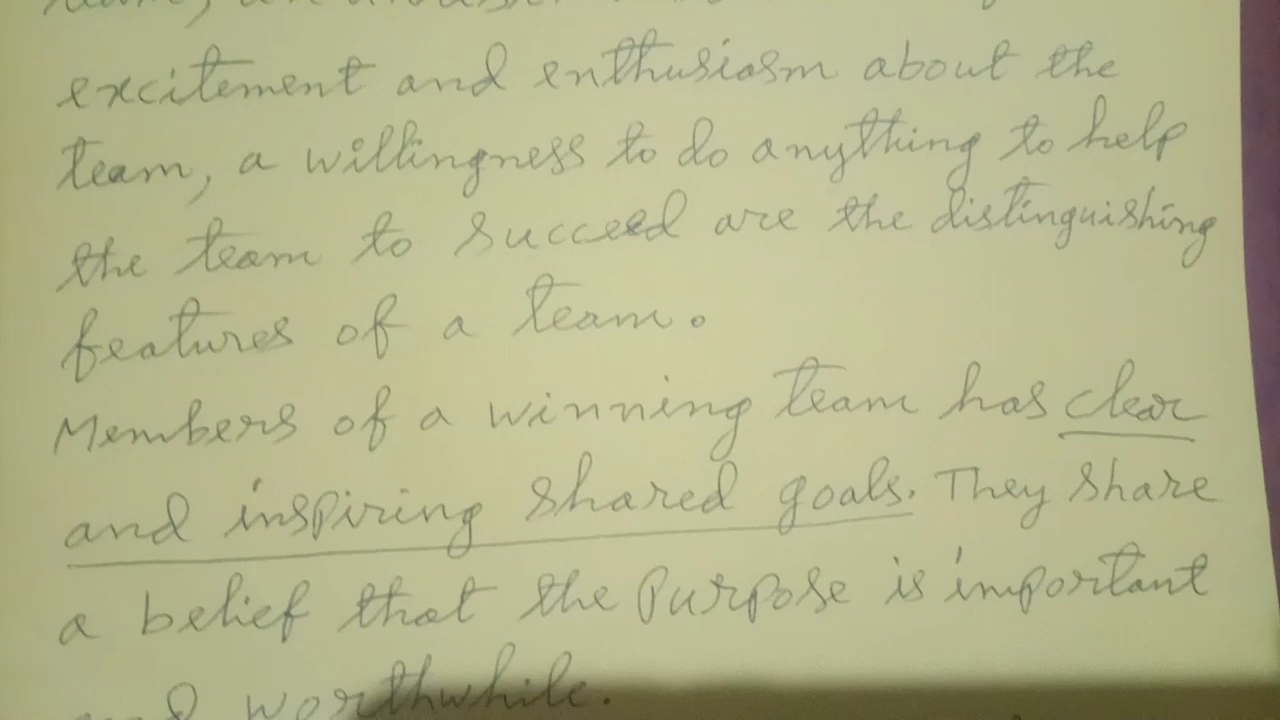 excitement and enthusiasm about the
team, a willingness to do anything to help
the team to succeed are the distinguishing
features of a team.
Members of a winning team has clear
and inspiring shared goals. They share
a belief that the purpose is important
and worthwhile.